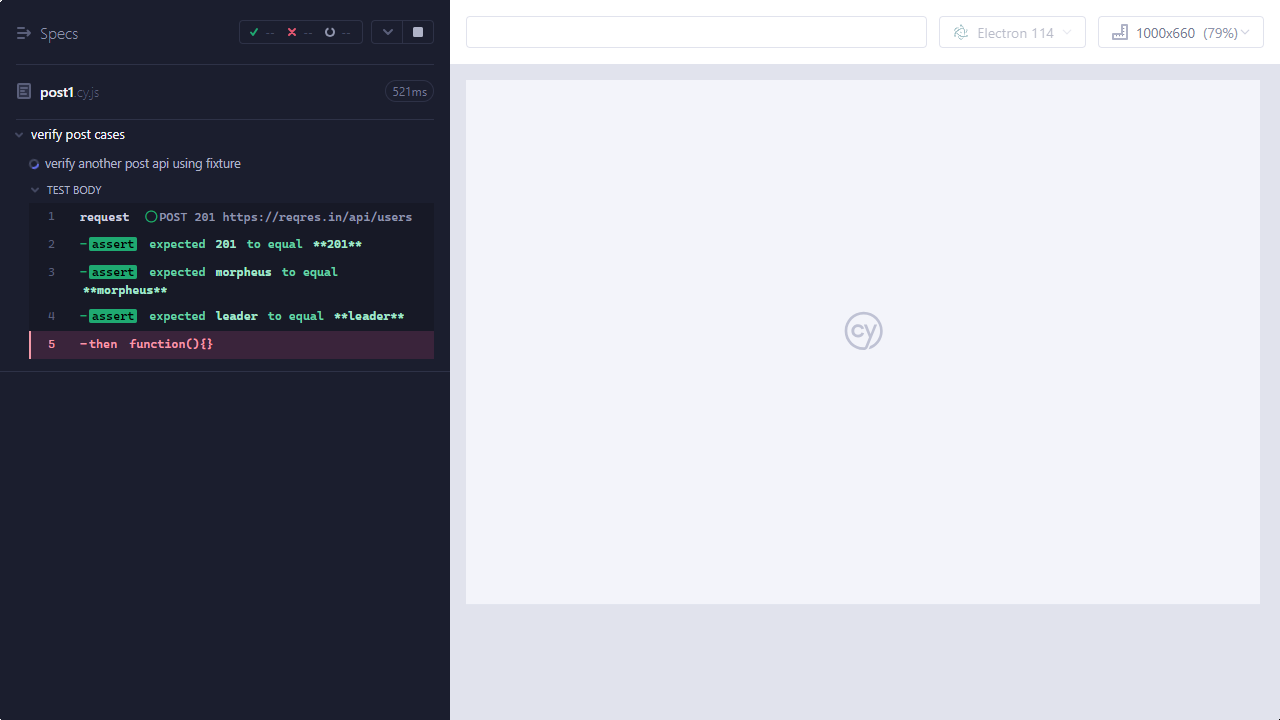 Specs
-- -- --
Electron 114
1000x660 (79%)
post1.cy.js
521ms
verify post cases
verify another post api using fixture
TEST BODY
1 request POST 201 https://reqres.in/api/users
2 -assert expected 201 to equal **201**
3 -assert expected morpheus to equal
**morpheus**
4 -assert expected leader to equal **leader**
5 -then function(){}
cy